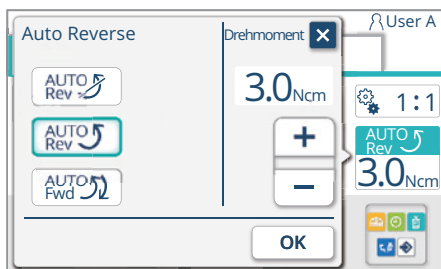 User A
Auto Reverse
Drehmoment
AUTO
Rev
3.0Ncm
AUTO
Rev
+
AUTO
Fwd
−
OK
1:1
AUTO
Rev
3.0Ncm